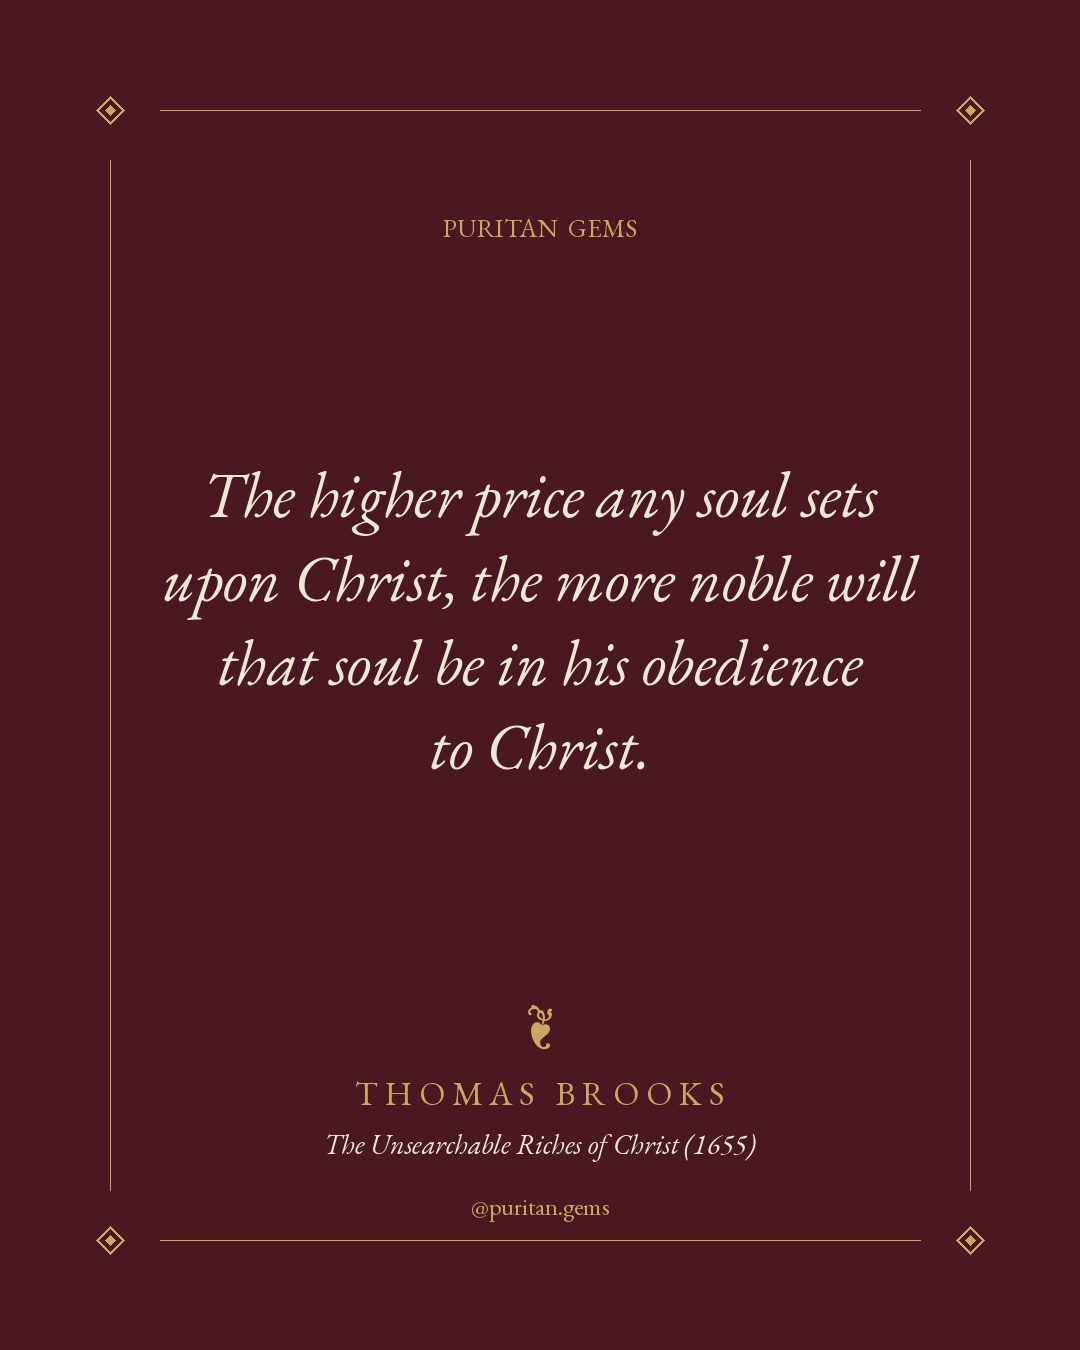 PURITAN GEMS
The higher price any soul sets
upon Christ, the more noble will
that soul be in his obedience
to Christ.
THOMAS BROOKS
The Unsearchable Riches of Christ (1655)
@puritan.gems